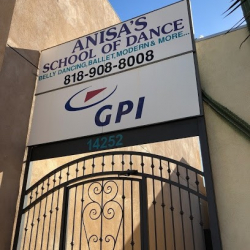 ANISA'S
SCHOOL OF DANCE
BELLY DANCING, BALLET, MODERN & MORE...
818-908-8008
GPI
14252